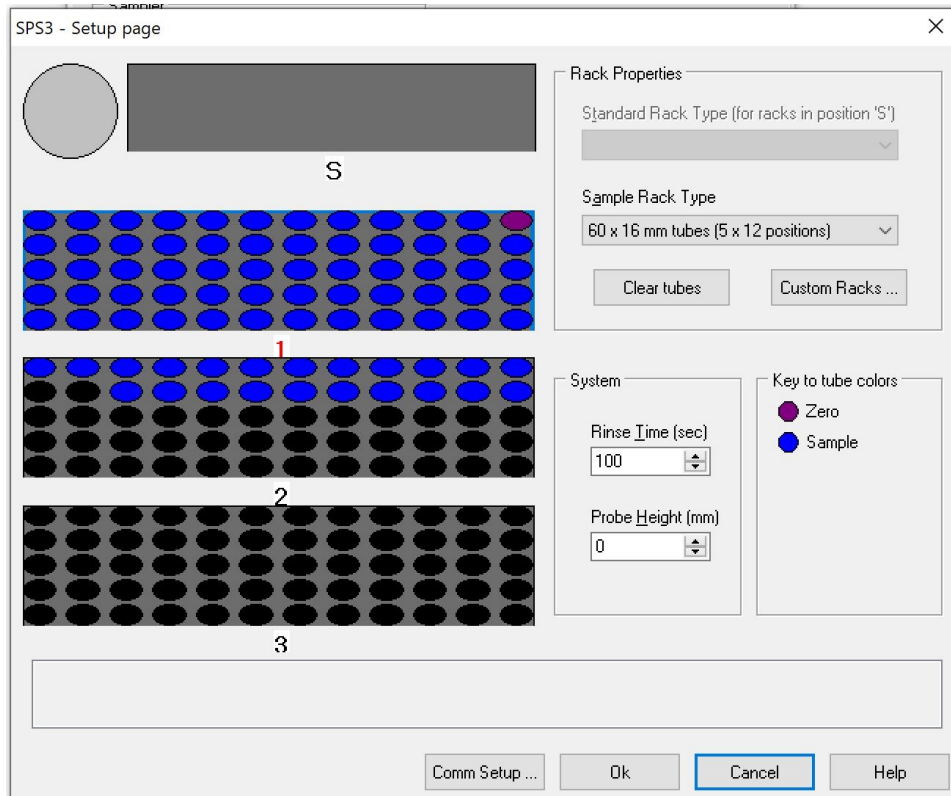 Sampler
SPS3 - Setup page
S
1
2
3
Rack Properties
Standard Rack Type (for racks in position 'S')
Sample Rack Type
60 x 16 mm tubes (5 x 12 positions)
Clear tubes
Custom Racks ...
System
Rinse Time (sec)
100
Probe Height (mm)
0
Key to tube colors
Zero
Sample
Comm Setup ...
Ok
Cancel
Help